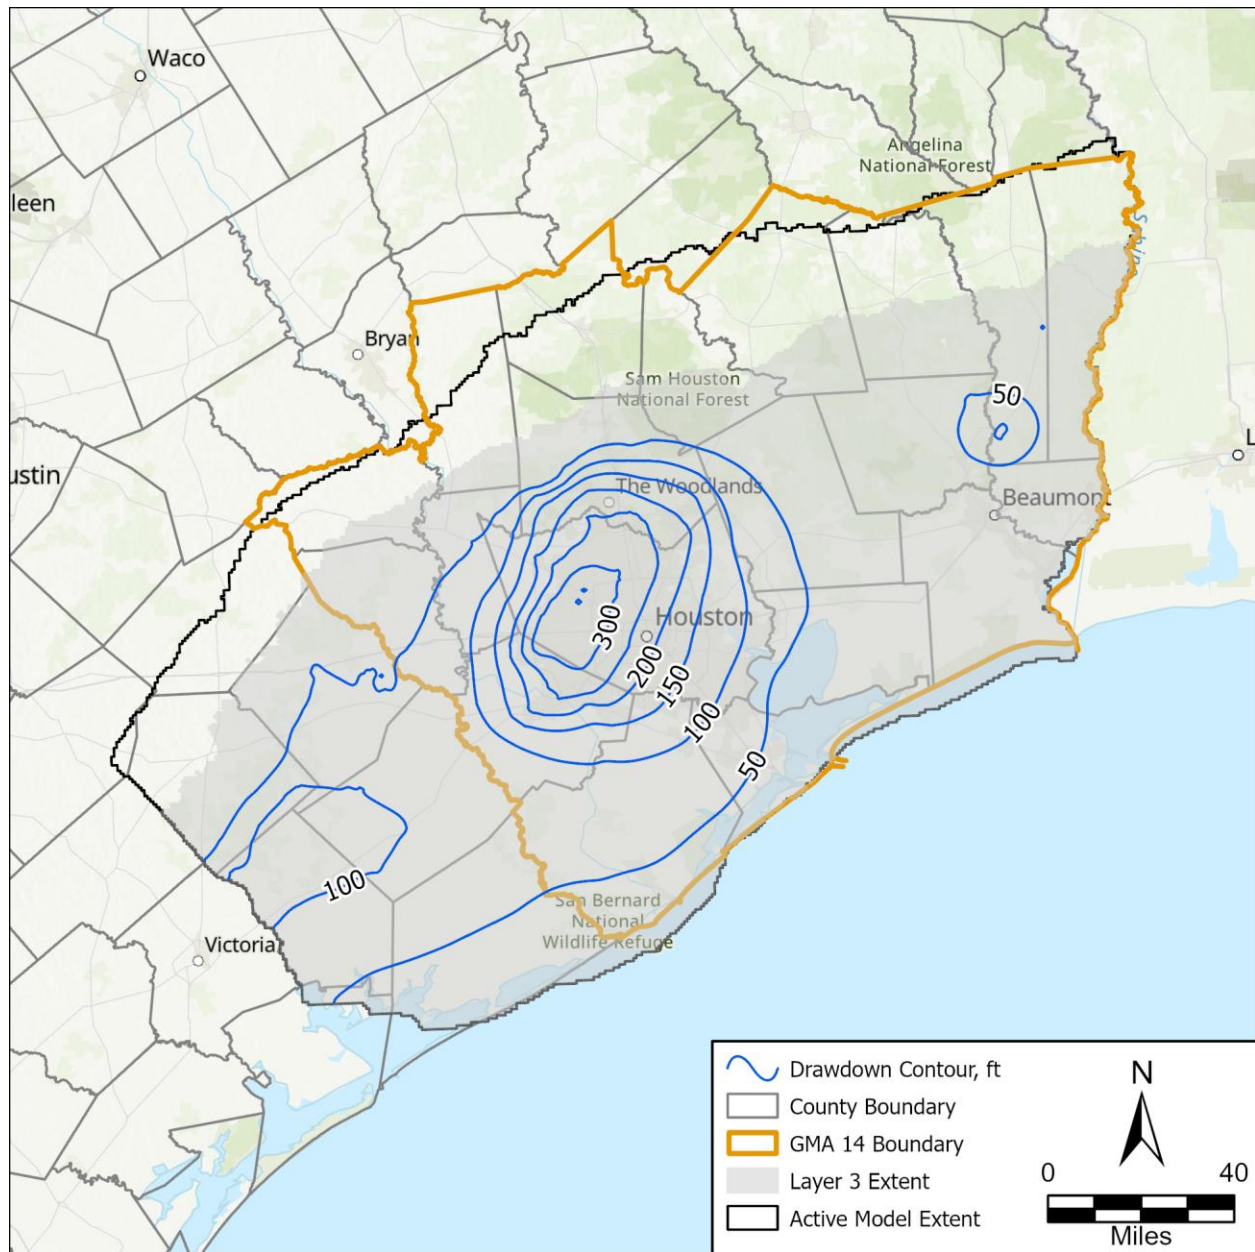 Waco
Angelina
National Forest
leen
Sabine
Bryan
Sam Houston
National Forest
50
ustin
L
The Woodlands
Beaumon
300
Houston
200
150
100
50
100
San Bernard
National
Wildlife Refuge
Victoria
Drawdown Contour, ft
County Boundary
GMA 14 Boundary
Layer 3 Extent
Active Model Extent
N
0 40
Miles